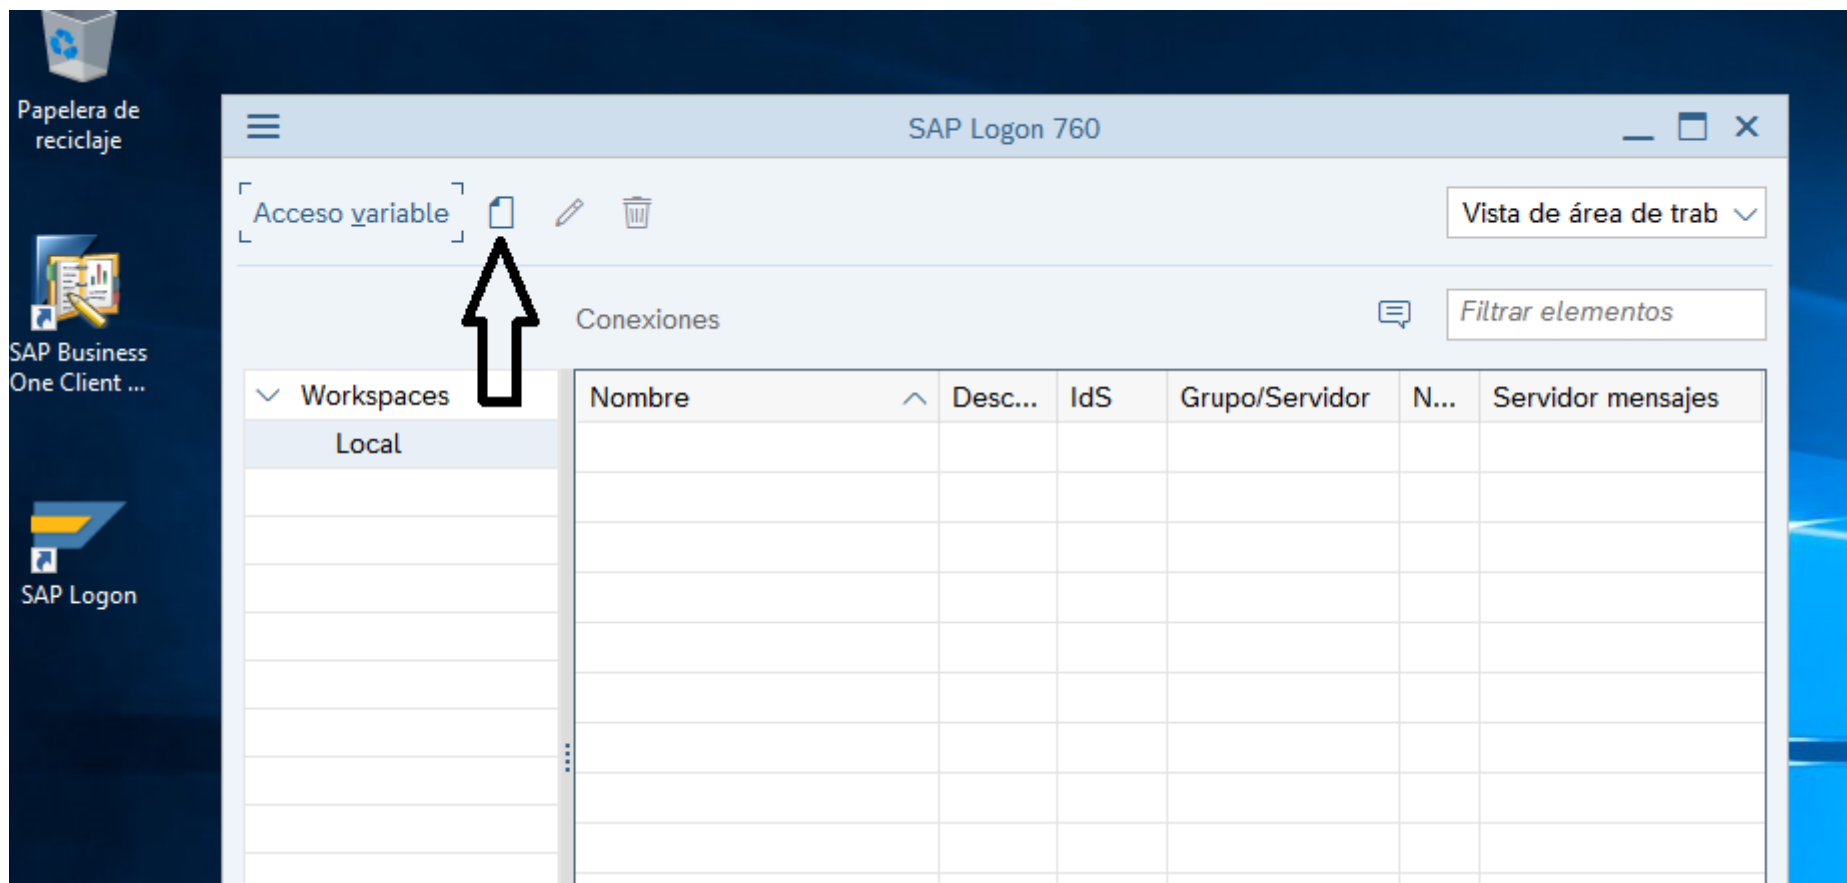 Papelera de
reciclaje
SAP Business
One Client ...
SAP Logon
SAP Logon 760
Acceso variable
Vista de área de trab
Conexiones
Filtrar elementos
Workspaces
Local
Nombre Desc... IdS Grupo/Servidor N... Servidor mensajes